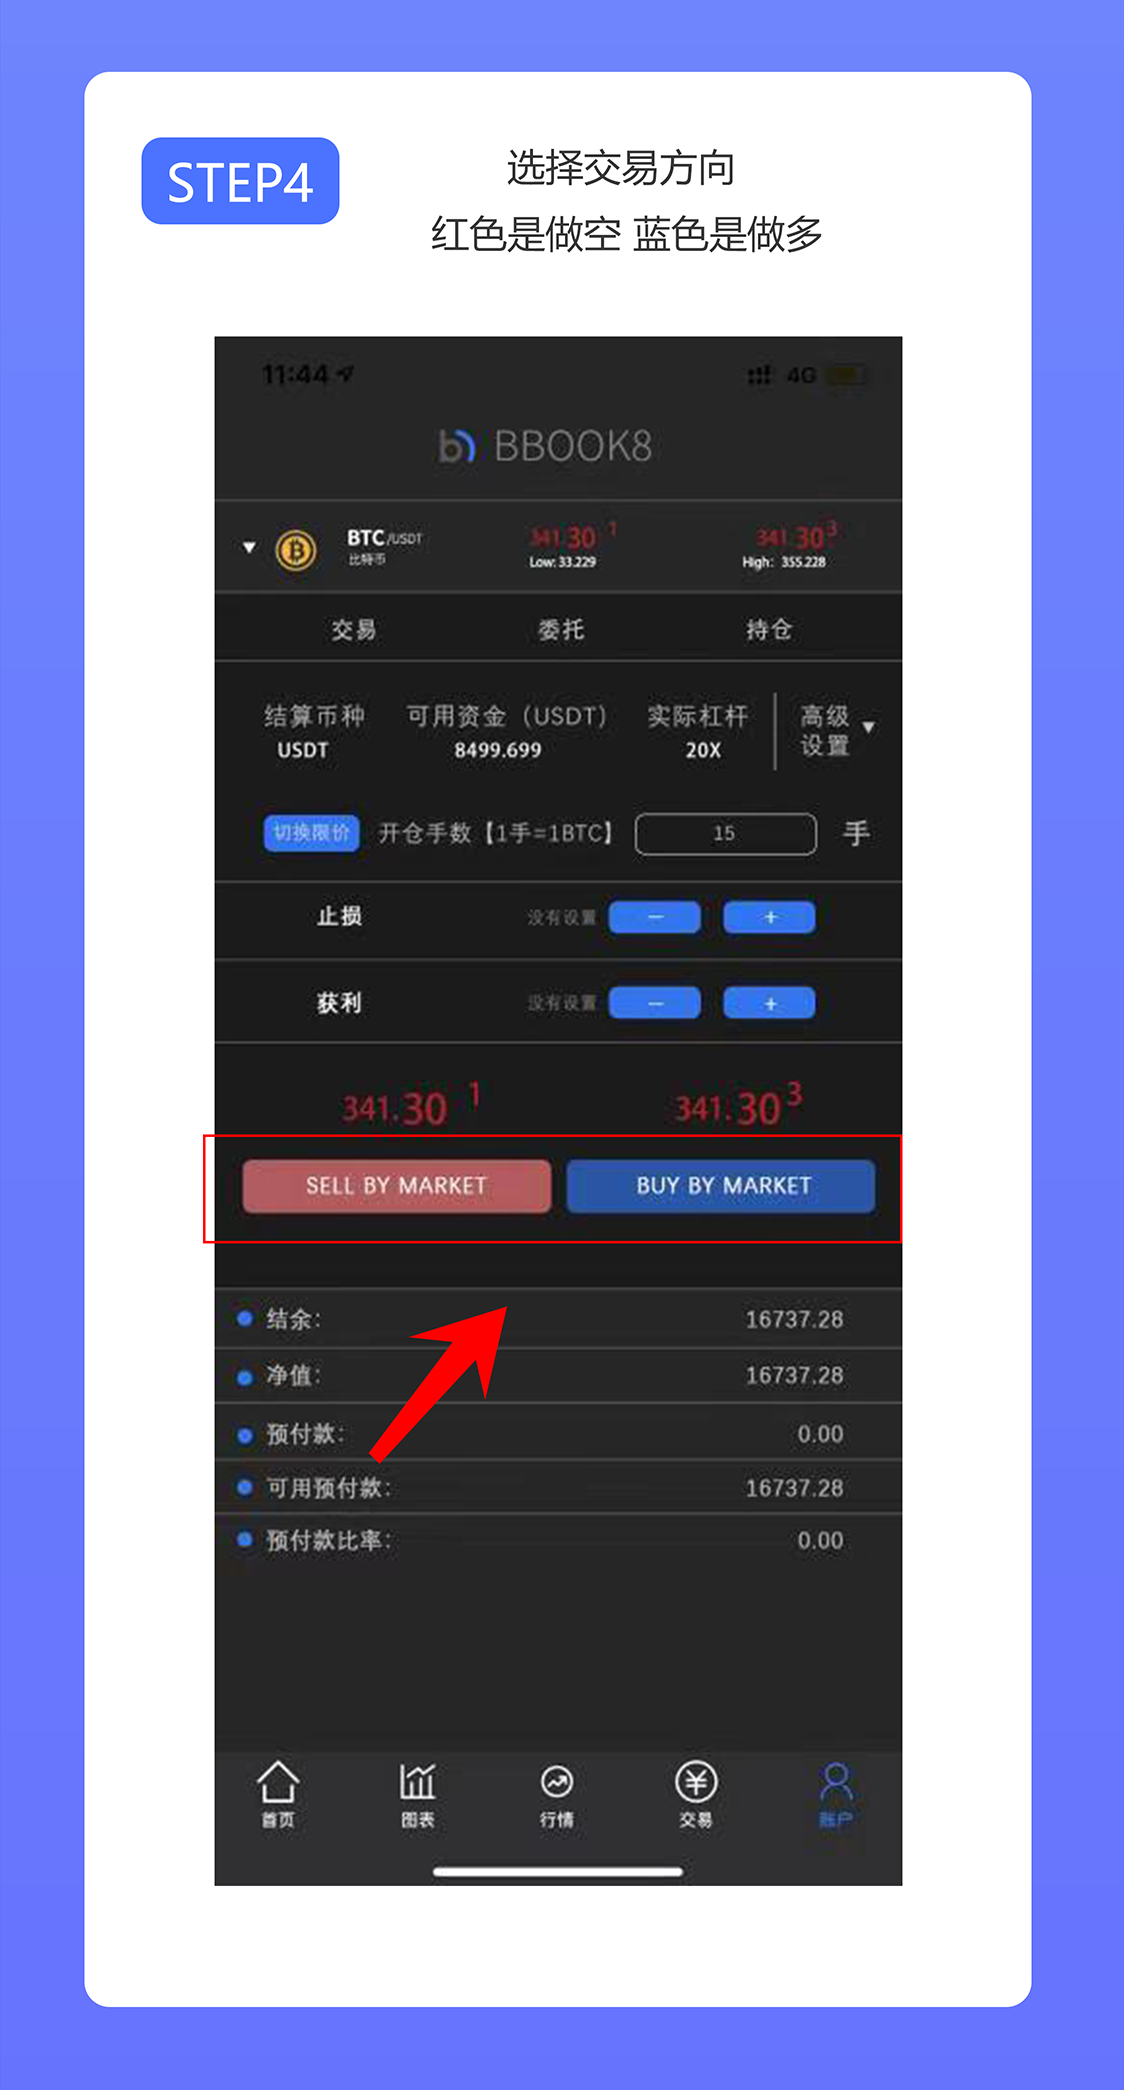 STEP4
选择交易方向
红色是做空 蓝色是做多
11:44
4G
BBOOK8
BTC/USDT 341.30 1 341.30 3
比特币 Low: 33.229 High: 355.228
交易 委托 持仓
结算币种 可用资金（USDT） 实际杠杆 高级
设置
USDT 8499.699 20X
切换限价 开仓手数【1手=1BTC】 15 手
止损 没有设置 − +
获利 没有设置 − +
341.30 1 341.30 3
SELL BY MARKET BUY BY MARKET
结余: 16737.28
净值: 16737.28
预付款: 0.00
可用预付款: 16737.28
预付款比率: 0.00
首页 图表 行情 交易 账户